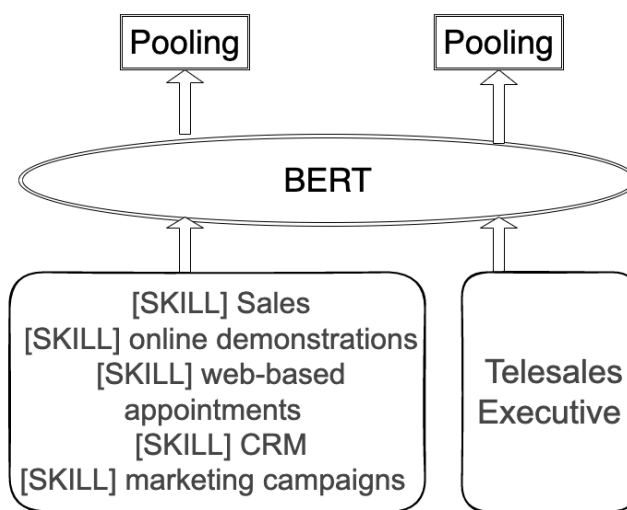 Pooling
Pooling
BERT
[SKILL] Sales
[SKILL] online demonstrations
[SKILL] web-based
appointments
[SKILL] CRM
[SKILL] marketing campaigns
Telesales
Executive